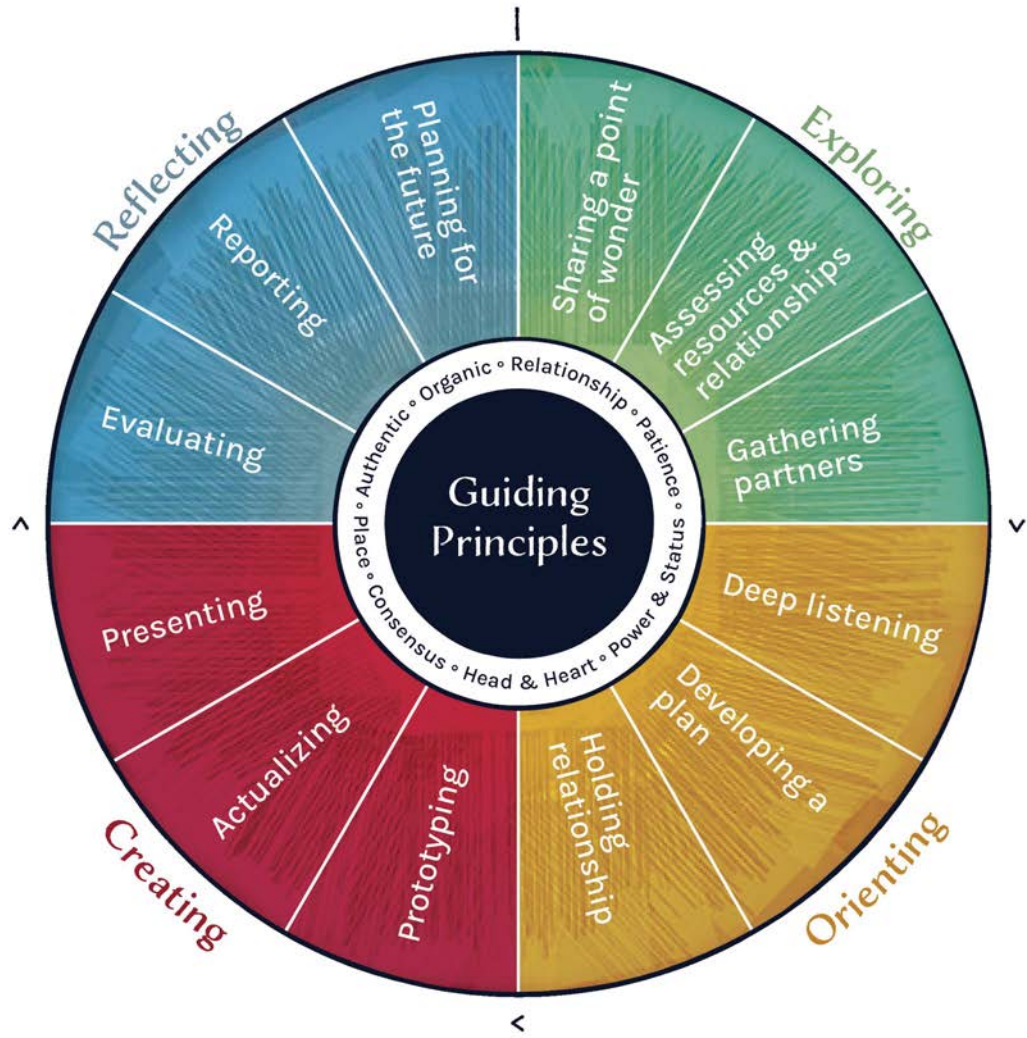 Exploring
Sharing a point
of wonder
Assessing
resources &
relationships
Gathering
partners
Orienting
Deep listening
Developing a
plan
Holding
relationship
Creating
Prototyping
Actualizing
Presenting
Reflecting
Evaluating
Reporting
Planning for
the future
Relationship ∘ Patience ∘ Power & Status ∘ Head & Heart ∘ Consensus ∘ Place ∘ Authentic ∘ Organic ∘
Guiding
Principles